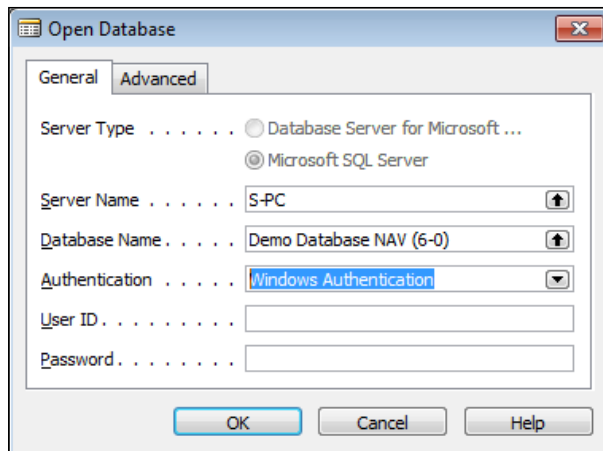 Open Database
General Advanced
Server Type . . . . . . Database Server for Microsoft ...
Microsoft SQL Server
Server Name . . . . . . S-PC
Database Name . . . . . Demo Database NAV (6-0)
Authentication . . . . . Windows Authentication
User ID . . . . . . . . .
Password . . . . . . . .
OK Cancel Help